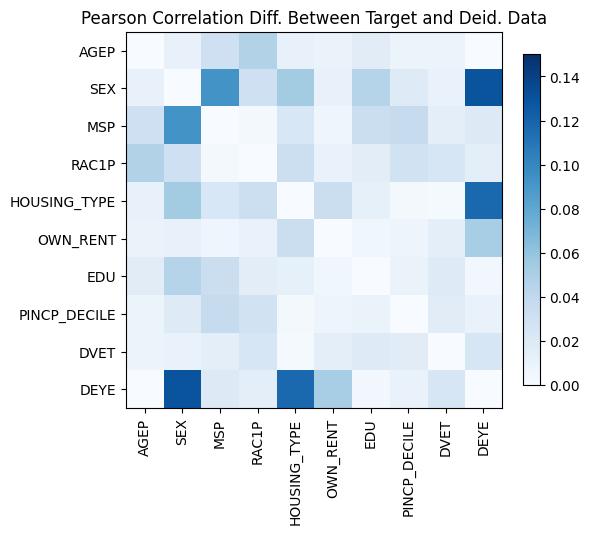 Pearson Correlation Diff. Between Target and Deid. Data
AGEP
SEX
MSP
RAC1P
HOUSING_TYPE
OWN_RENT
EDU
PINCP_DECILE
DVET
DEYE
AGEP
SEX
MSP
RAC1P
HOUSING_TYPE
OWN_RENT
EDU
PINCP_DECILE
DVET
DEYE
0.14
0.12
0.10
0.08
0.06
0.04
0.02
0.00